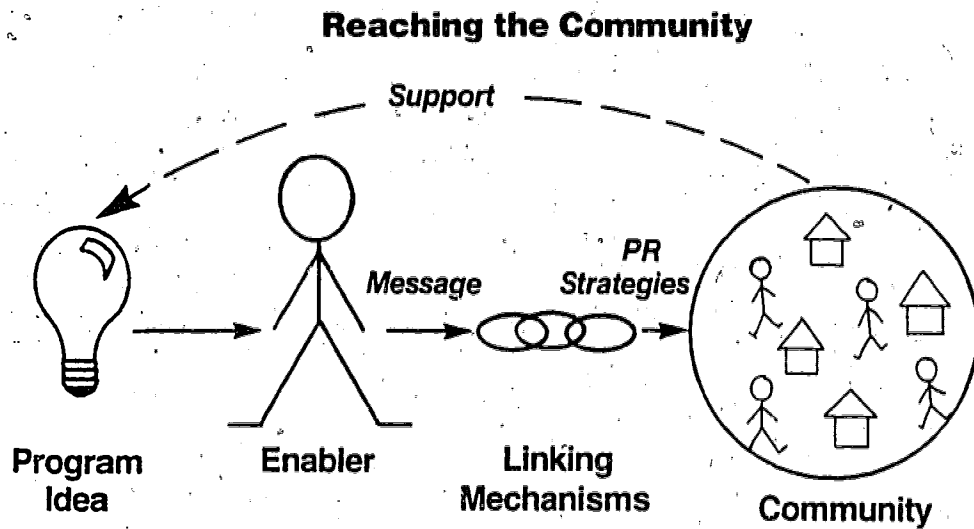 Reaching the Community
Support
Message
PR
Strategies
Program
Idea
Enabler
Linking
Mechanisms
Community